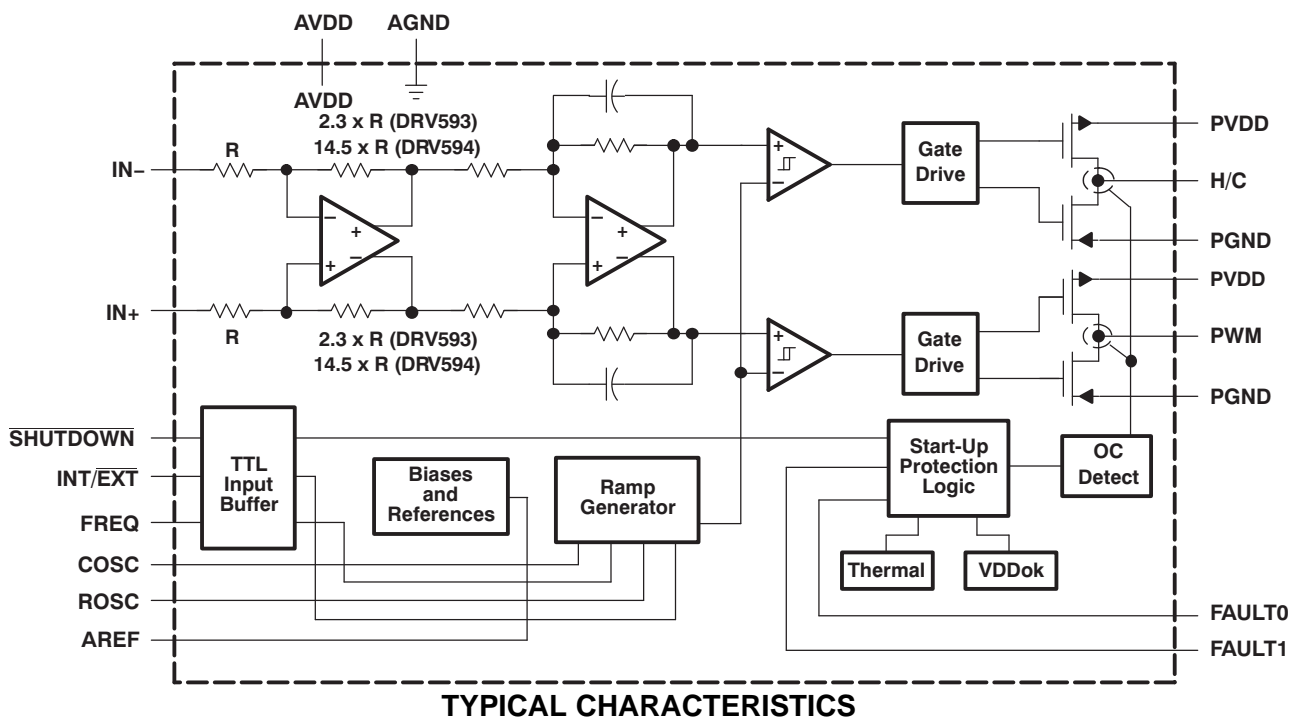 AVDD AGND
AVDD
2.3 x R (DRV593)
14.5 x R (DRV594)
R
IN−
− + + −
− + + −
+ −
Gate
Drive
PVDD
H/C
PGND
IN+
R
2.3 x R (DRV593)
14.5 x R (DRV594)
+ −
Gate
Drive
PVDD
PWM
PGND
SHUTDOWN
INT/EXT
FREQ
COSC
ROSC
AREF
TTL
Input
Buffer
Biases
and
References
Ramp
Generator
Start-Up
Protection
Logic
OC
Detect
Thermal
VDDok
FAULT0
FAULT1
TYPICAL CHARACTERISTICS